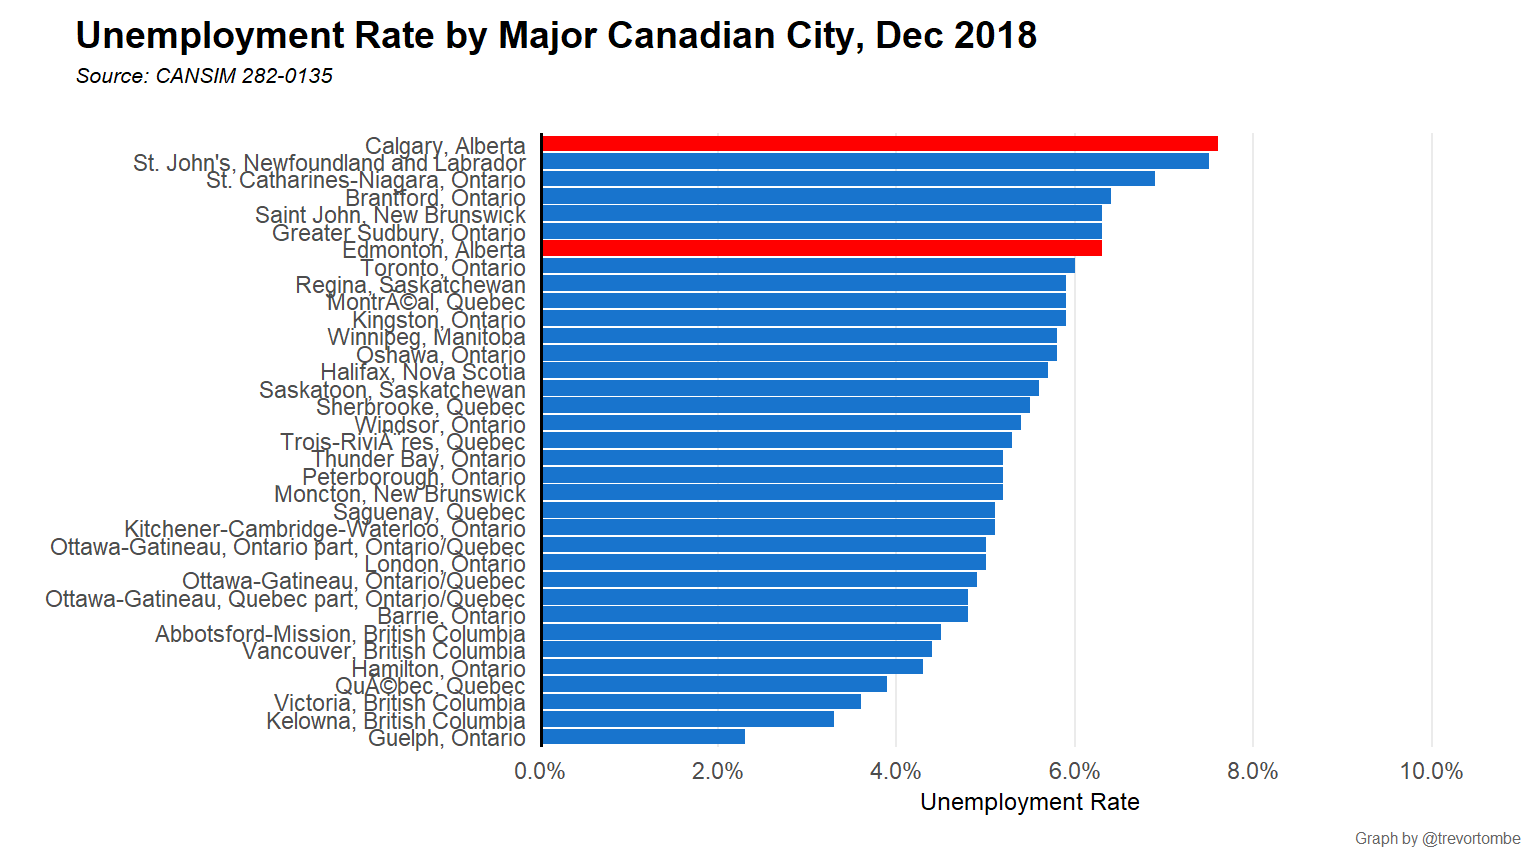 Unemployment Rate by Major Canadian City, Dec 2018
Source: CANSIM 282-0135
Calgary, Alberta
St. John's, Newfoundland and Labrador
St. Catharines-Niagara, Ontario
Brantford, Ontario
Saint John, New Brunswick
Greater Sudbury, Ontario
Edmonton, Alberta
Toronto, Ontario
Regina, Saskatchewan
MontrÃ©al, Quebec
Kingston, Ontario
Winnipeg, Manitoba
Oshawa, Ontario
Halifax, Nova Scotia
Saskatoon, Saskatchewan
Sherbrooke, Quebec
Windsor, Ontario
Trois-RiviÃ¨res, Quebec
Thunder Bay, Ontario
Peterborough, Ontario
Moncton, New Brunswick
Saguenay, Quebec
Kitchener-Cambridge-Waterloo, Ontario
Ottawa-Gatineau, Ontario part, Ontario/Quebec
London, Ontario
Ottawa-Gatineau, Ontario/Quebec
Ottawa-Gatineau, Quebec part, Ontario/Quebec
Barrie, Ontario
Abbotsford-Mission, British Columbia
Vancouver, British Columbia
Hamilton, Ontario
QuÃ©bec, Quebec
Victoria, British Columbia
Kelowna, British Columbia
Guelph, Ontario
0.0% 2.0% 4.0% 6.0% 8.0% 10.0%
Unemployment Rate
Graph by @trevortombe